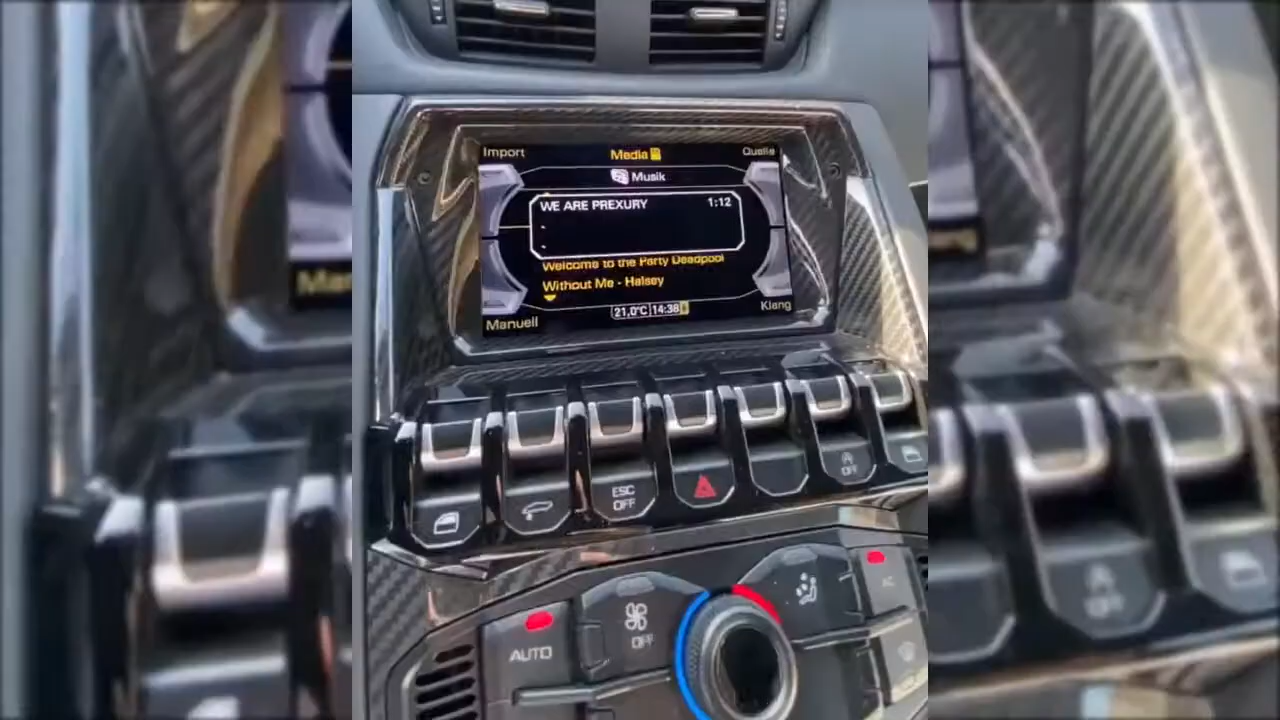 Import
Media
Quelle
Musik
WE ARE PREXURY 1:12
Welcome to the Party Deadpool
Without Me - Halsey
21,0°C 14:38
Manuell
Klang
ESC
OFF
OFF
AUTO
OFF
AC